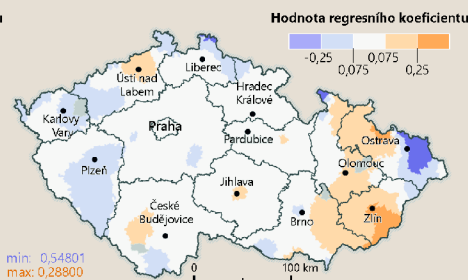 Hodnota regresního koeficientu
-0,25 0,075 0,25
0,075
Liberec
Ústí nad
Labem
Hradec
Králové
Karlovy
Vary
Praha
Pardubice
Ostrava
Plzeň
Olomouc
Jihlava
České
Budějovice
Brno
Zlín
min: 0,54801
max: 0,28800
0 100 km